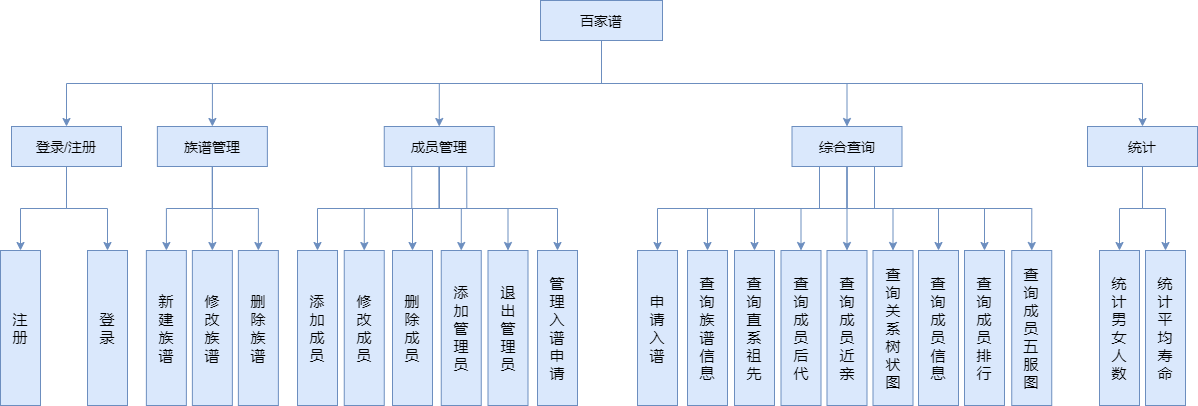 百家谱
登录/注册
族谱管理
成员管理
综合查询
统计
注册
登录
新建族谱
修改族谱
删除族谱
添加成员
修改成员
删除成员
添加管理员
退出管理员
管理入谱申请
申请入谱
查询族谱信息
查询直系祖先
查询成员后代
查询成员近亲
查询关系树状图
查询成员信息
查询成员排行
查询成员五服图
统计男女人数
统计平均寿命